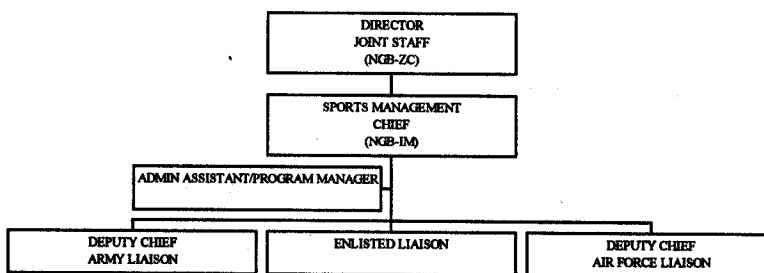 DIRECTOR
JOINT STAFF
(NGB-ZC)
SPORTS MANAGEMENT
CHIEF
(NGB-IM)
ADMIN ASSISTANT/PROGRAM MANAGER
DEPUTY CHIEF
ARMY LIAISON
ENLISTED LIAISON
DEPUTY CHIEF
AIR FORCE LIAISON